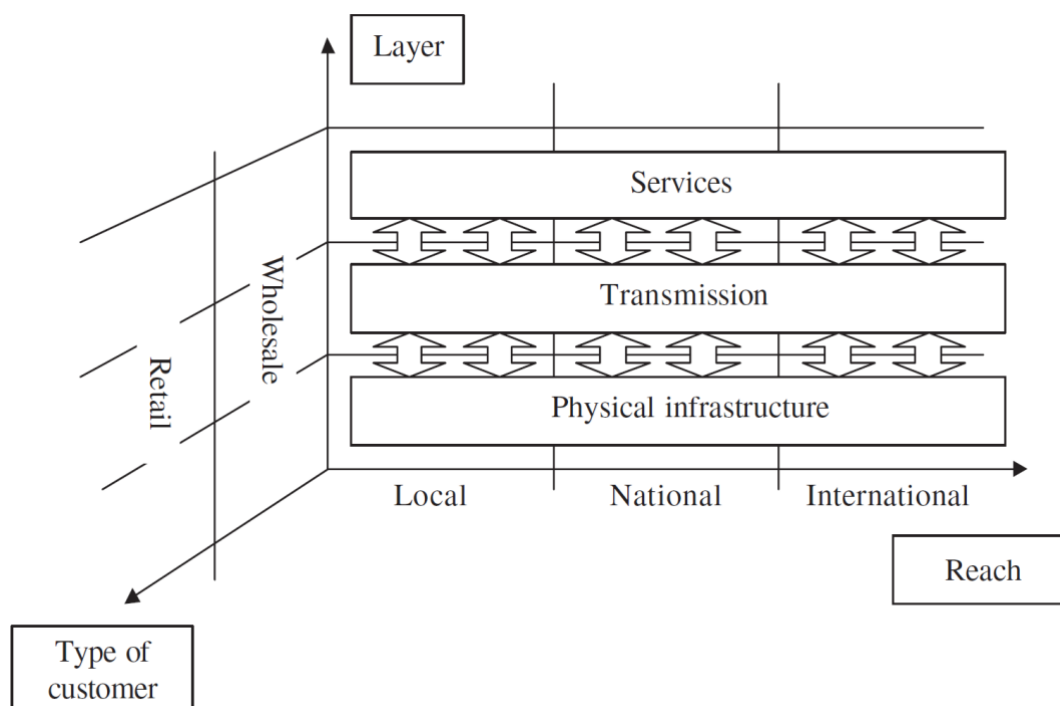 Layer
Services
Wholesale
Transmission
Retail
Physical infrastructure
Local
National
International
Reach
Type of
customer